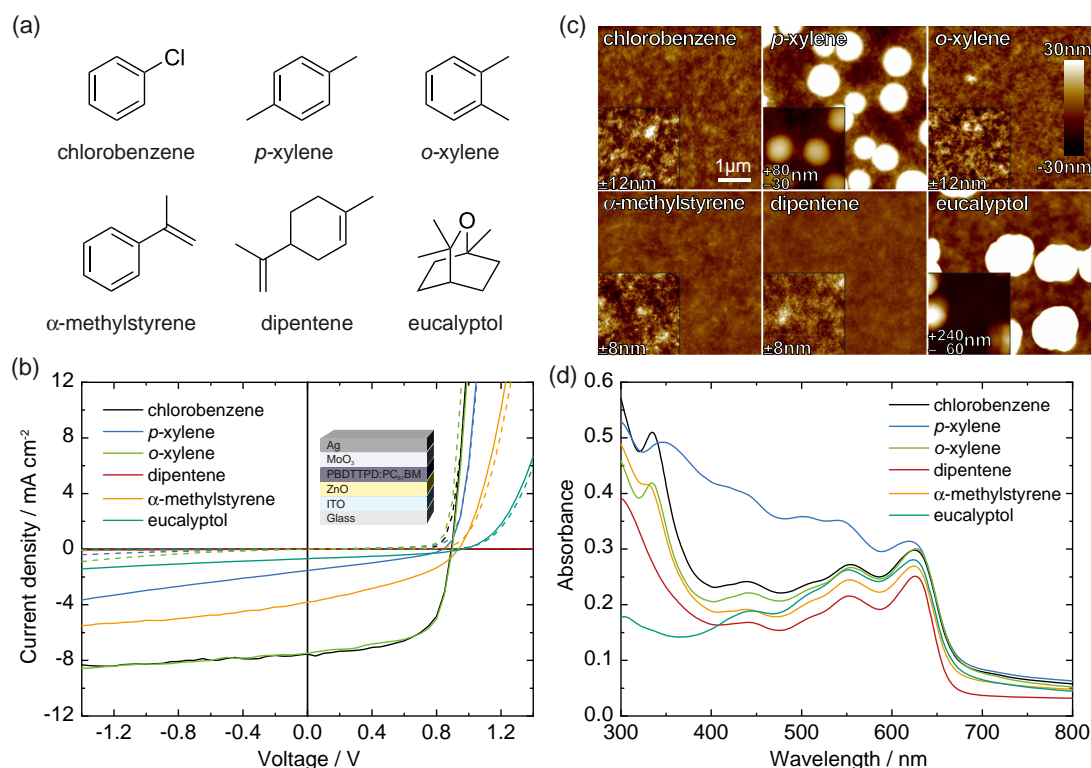 (a)
Cl
chlorobenzene
p-xylene
o-xylene
O
α-methylstyrene
dipentene
eucalyptol
(b)
12
8
4
0
-4
-8
-12
Current density / mA cm-2
chlorobenzene
p-xylene
o-xylene
dipentene
α-methylstyrene
eucalyptol
Ag
MoO3
PBDTTPD:PC61BM
ZnO
ITO
Glass
-1.2 -0.8 -0.4 0.0 0.4 0.8 1.2
Voltage / V
(c)
chlorobenzene
±12nm
1µm
p-xylene
+80
-30 nm
o-xylene
±12nm
30nm
-30nm
α-methylstyrene
±8nm
dipentene
±8nm
eucalyptol
+240
- 60 nm
(d)
0.6
0.5
0.4
0.3
0.2
0.1
0.0
Absorbance
chlorobenzene
p-xylene
o-xylene
dipentene
α-methylstyrene
eucalyptol
300 400 500 600 700 800
Wavelength / nm